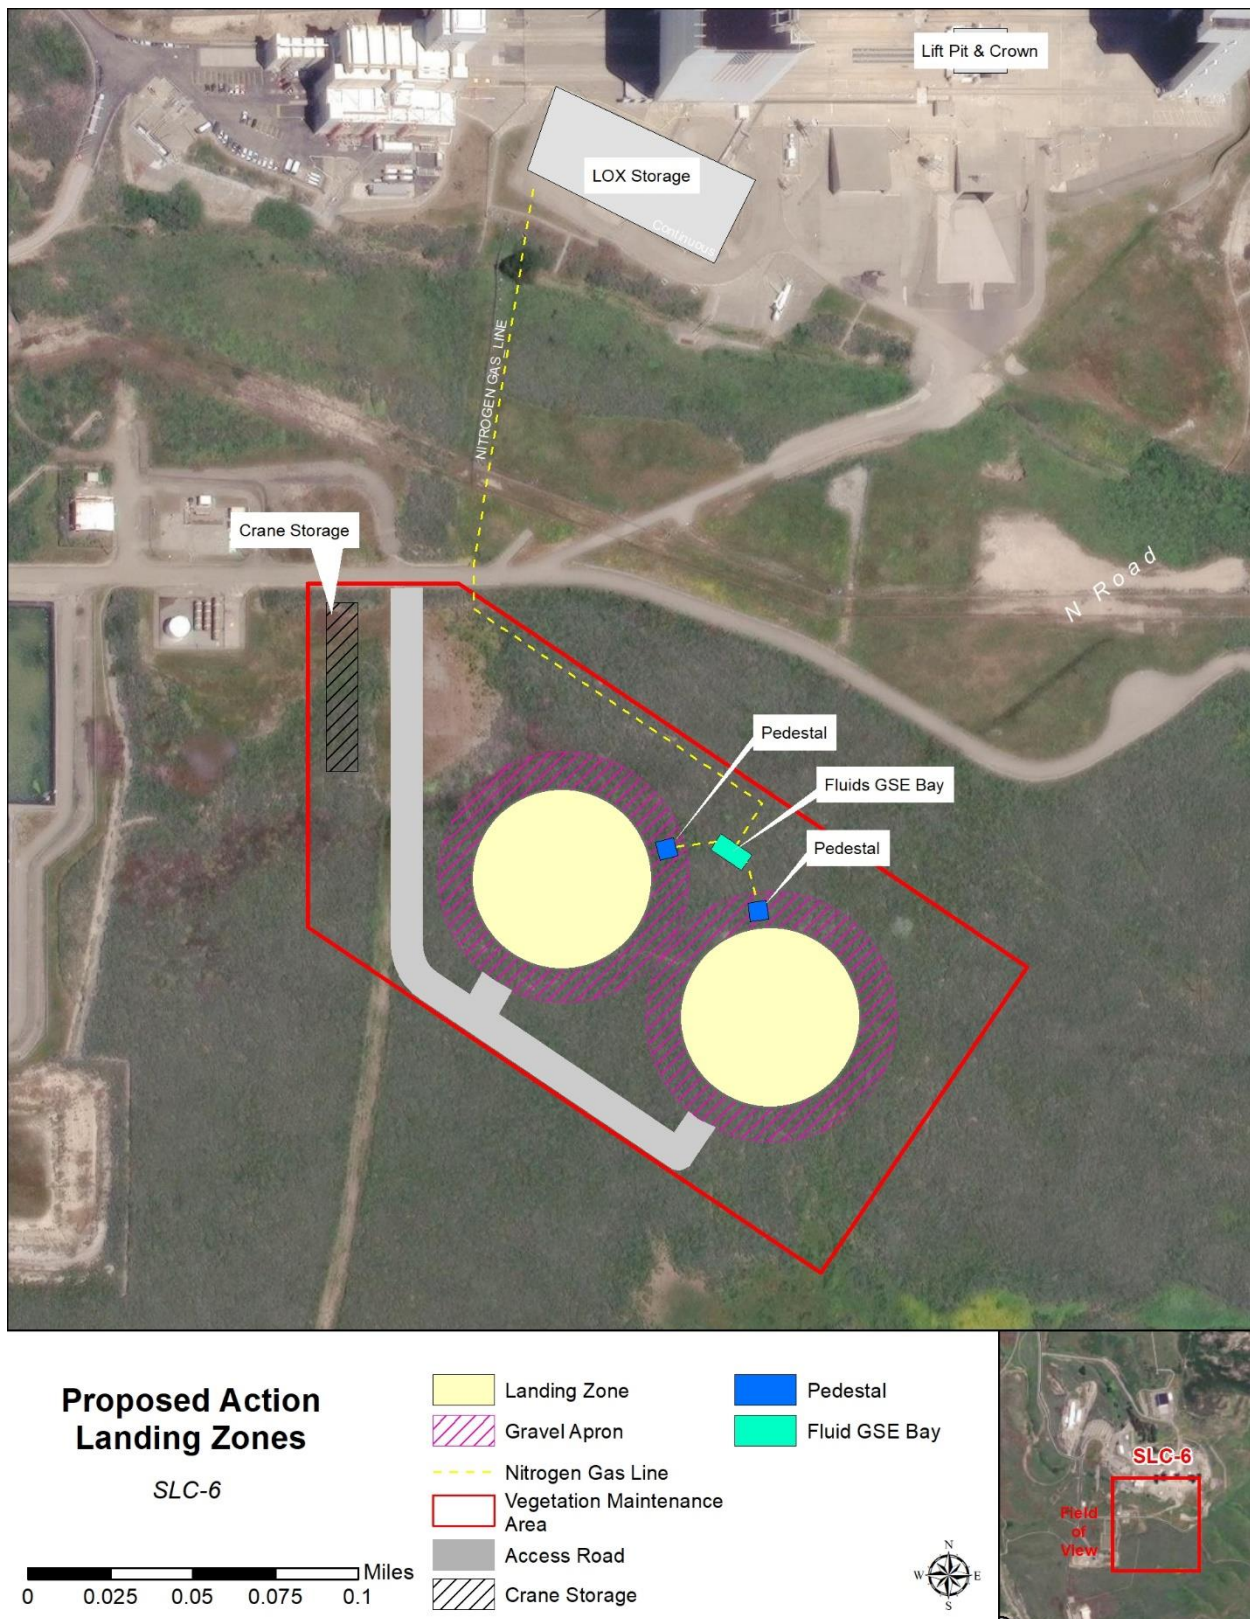 Lift Pit & Crown
LOX Storage
Continuous
NITROGEN GAS LINE
Crane Storage
N Road
Pedestal
Fluids GSE Bay
Pedestal
Proposed Action
Landing Zones
SLC-6
0 0.025 0.05 0.075 0.1 Miles
Landing Zone
Gravel Apron
Nitrogen Gas Line
Vegetation Maintenance
Area
Access Road
Crane Storage
Pedestal
Fluid GSE Bay
N
W E
S
SLC-6
Field
of
View